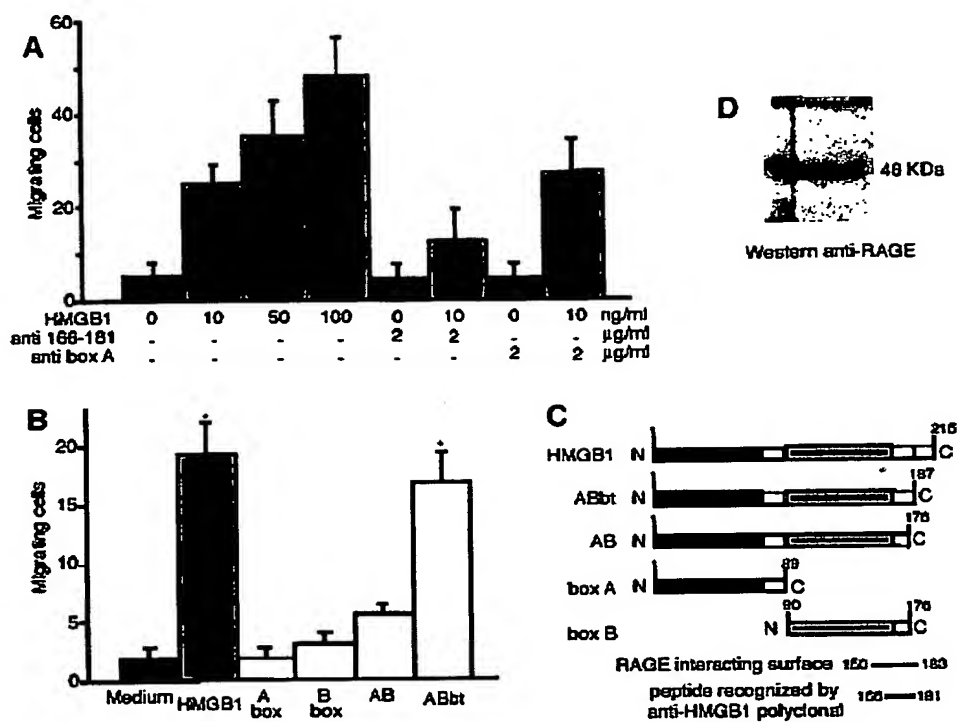 A
Migrating cells
60
40
20
0
HMGB1 0 10 50 100 0 10 0 10 ng/ml
anti 166-181 - - - - 2 2 - - µg/ml
anti box A - - - - - - 2 2 µg/ml
D
48 KDa
Western anti-RAGE
B
Migrating cells
20
15
10
5
0
*
*
Medium
HMGB1
A box
B box
AB
ABbt
C
HMGB1 N 215 C
ABbt N 187 C
AB N 176 C
box A N 89 C
box B 90 N 176 C
RAGE interacting surface 150 183
peptide recognized by
anti-HMGB1 polyclonal 166 181